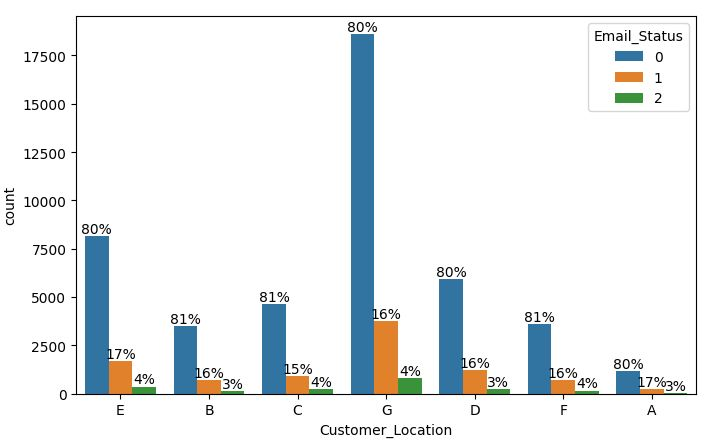 Email_Status
0
1
2
17500
15000
12500
10000
7500
5000
2500
0
count
80% 17% 4%
81% 16% 3%
81% 15% 4%
80% 16% 4%
80% 16% 3%
81% 16% 4%
80% 17% 3%
E B C G D F A
Customer_Location